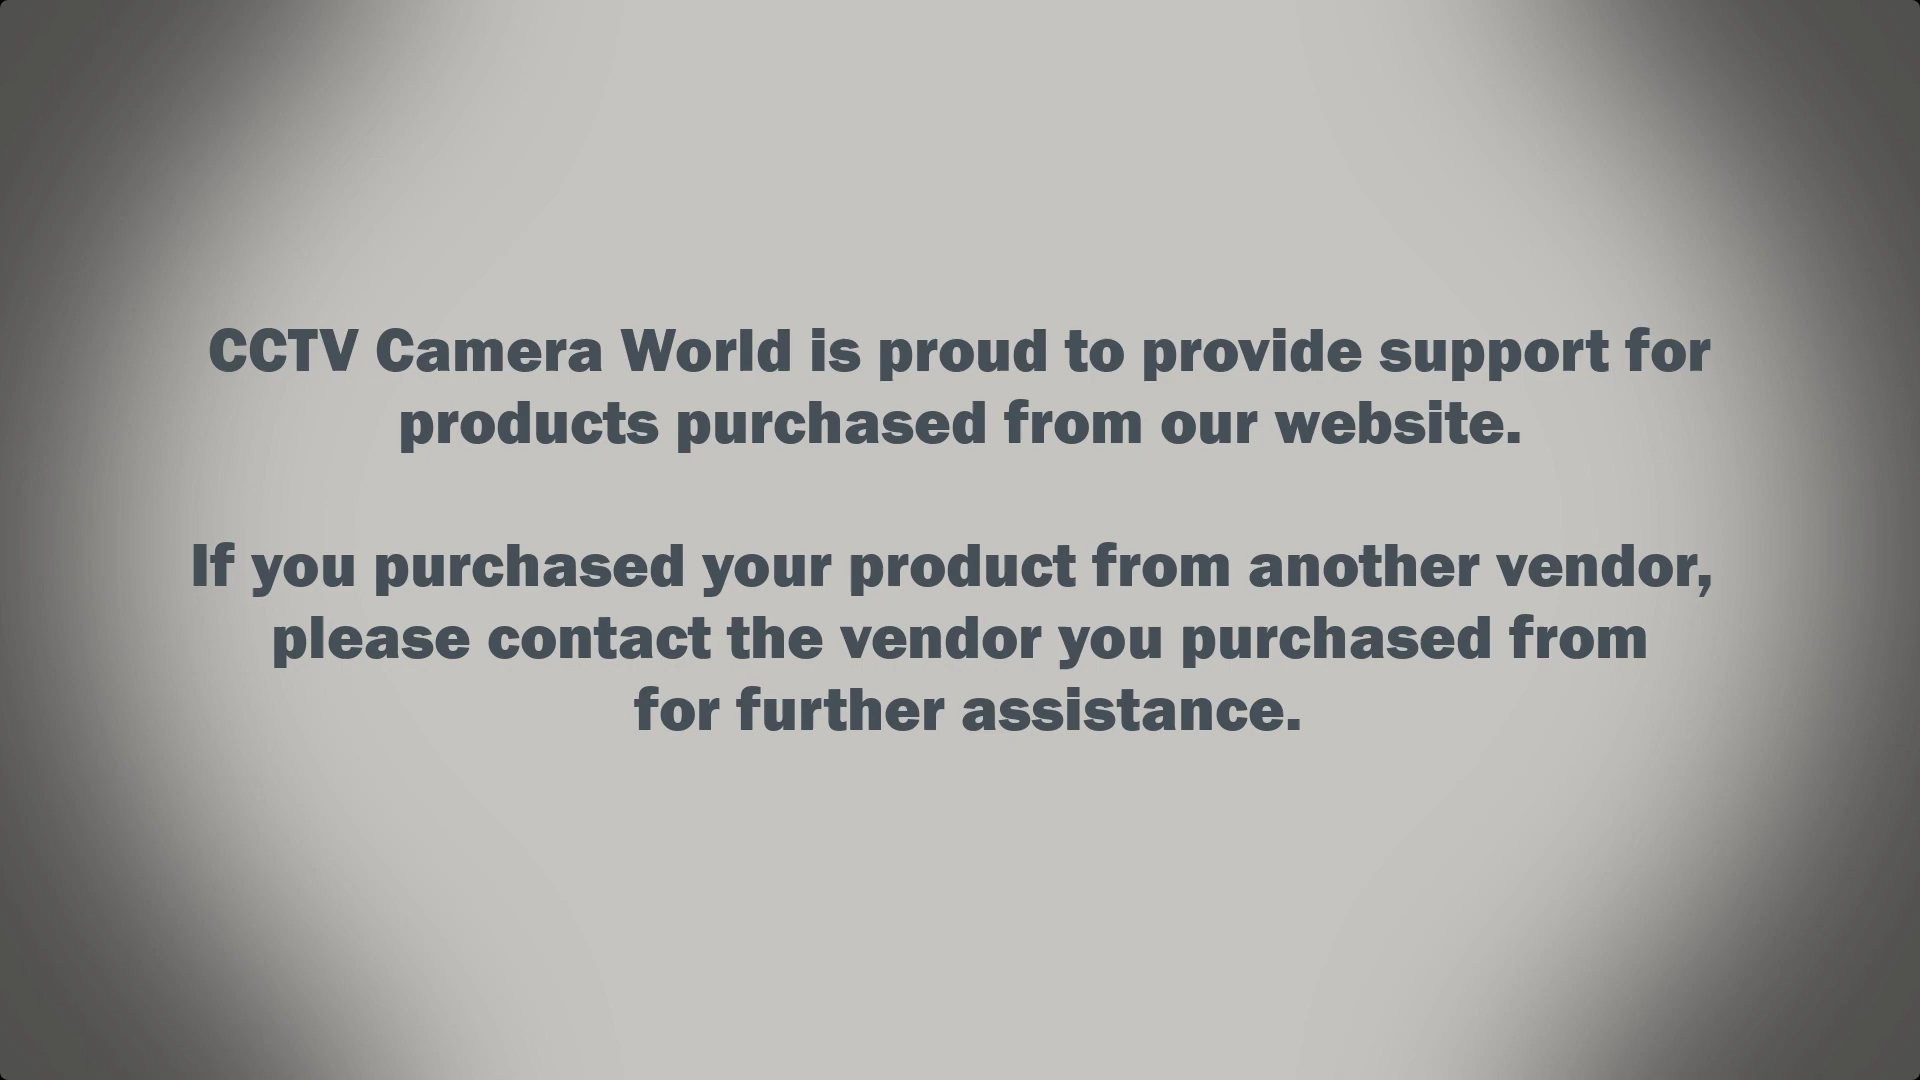 CCTV Camera World is proud to provide support for
products purchased from our website.
If you purchased your product from another vendor,
please contact the vendor you purchased from
for further assistance.